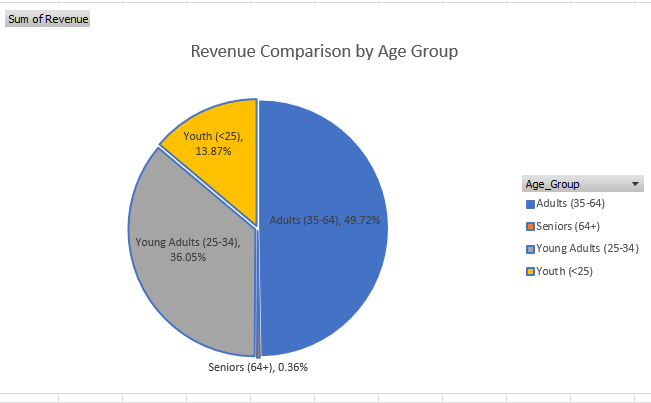 Sum of Revenue
Revenue Comparison by Age Group
Youth (<25),
13.87%
Adults (35-64), 49.72%
Young Adults (25-34),
36.05%
Seniors (64+), 0.36%
Age_Group
Adults (35-64)
Seniors (64+)
Young Adults (25-34)
Youth (<25)